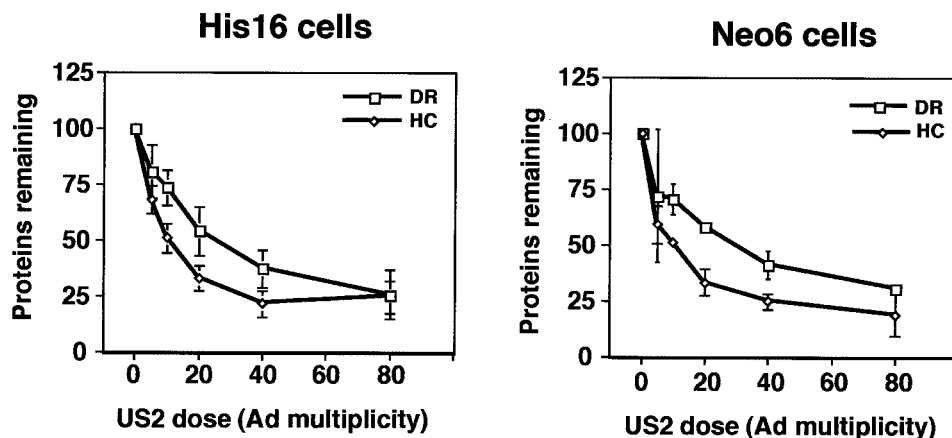 His16 cells
125
100
75
50
25
0
Proteins remaining
DR
HC
0 20 40 60 80
US2 dose (Ad multiplicity)
Neo6 cells
125
100
75
50
25
0
Proteins remaining
DR
HC
0 20 40 60 80
US2 dose (Ad multiplicity)